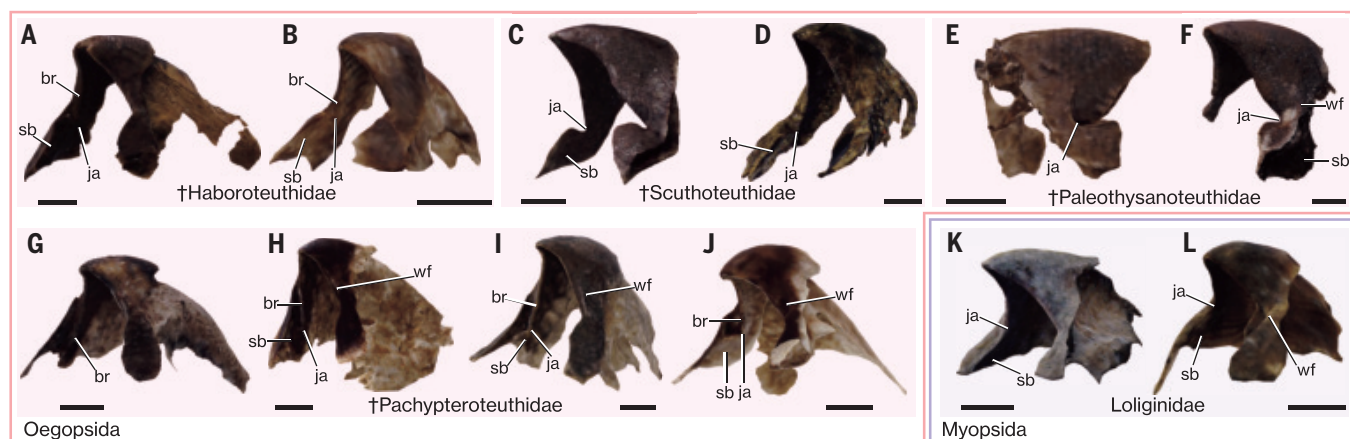 A B C D E F
br br ja ja wf
sb sb ja ja sb sb ja ja sb
†Haboroteuthidae †Scuthoteuthidae †Paleothysanoteuthidae
G H I J K L
br sb br ja wf br sb ja wf br sb ja wf ja sb ja sb wf
†Pachypteroteuthidae Loliginidae
Oegopsida Myopsida